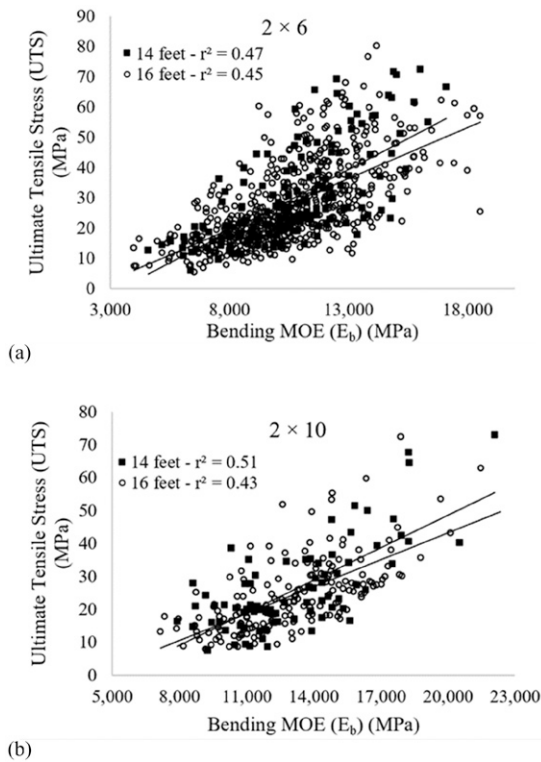 90
80
70
60
50
40
30
20
10
0
Ultimate Tensile Stress (UTS)
(MPa)
2 × 6
14 feet - r² = 0.47
16 feet - r² = 0.45
3,000 8,000 13,000 18,000
Bending MOE (Eb) (MPa)
(a)
80
70
60
50
40
30
20
10
0
Ultimate Tensile Stress (UTS)
(MPa)
2 × 10
14 feet - r² = 0.51
16 feet - r² = 0.43
5,000 8,000 11,000 14,000 17,000 20,000 23,000
Bending MOE (Eb) (MPa)
(b)